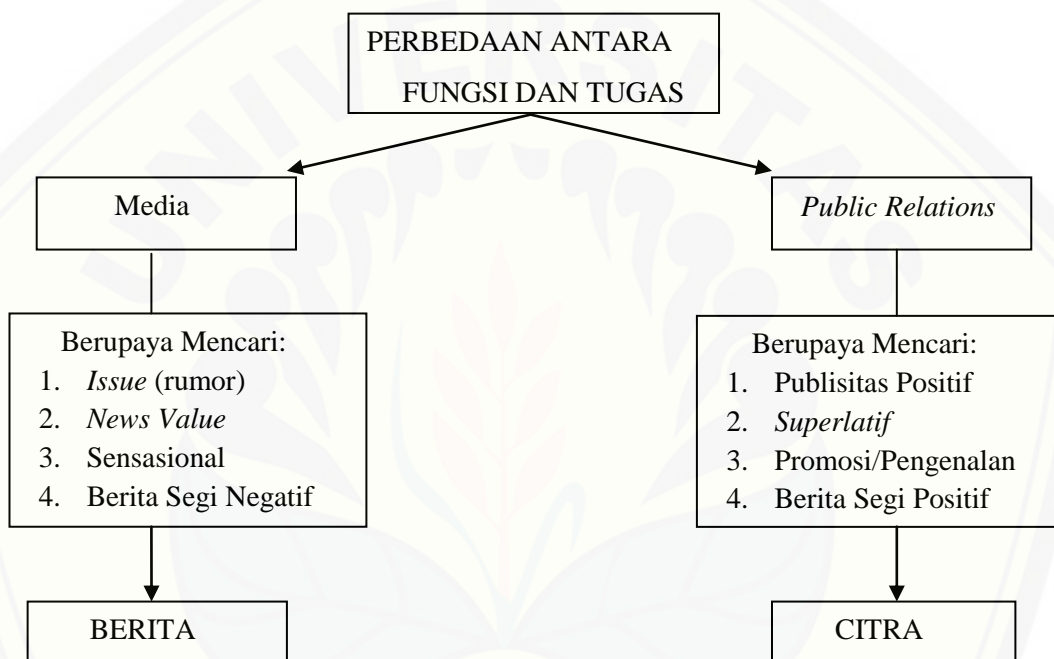 UNIVERSITAS
PERBEDAAN ANTARA
FUNGSI DAN TUGAS
Media
Public Relations
Berupaya Mencari:
1. Issue (rumor)
2. News Value
3. Sensasional
4. Berita Segi Negatif
Berupaya Mencari:
1. Publisitas Positif
2. Superlatif
3. Promosi/Pengenalan
4. Berita Segi Positif
BERITA
CITRA